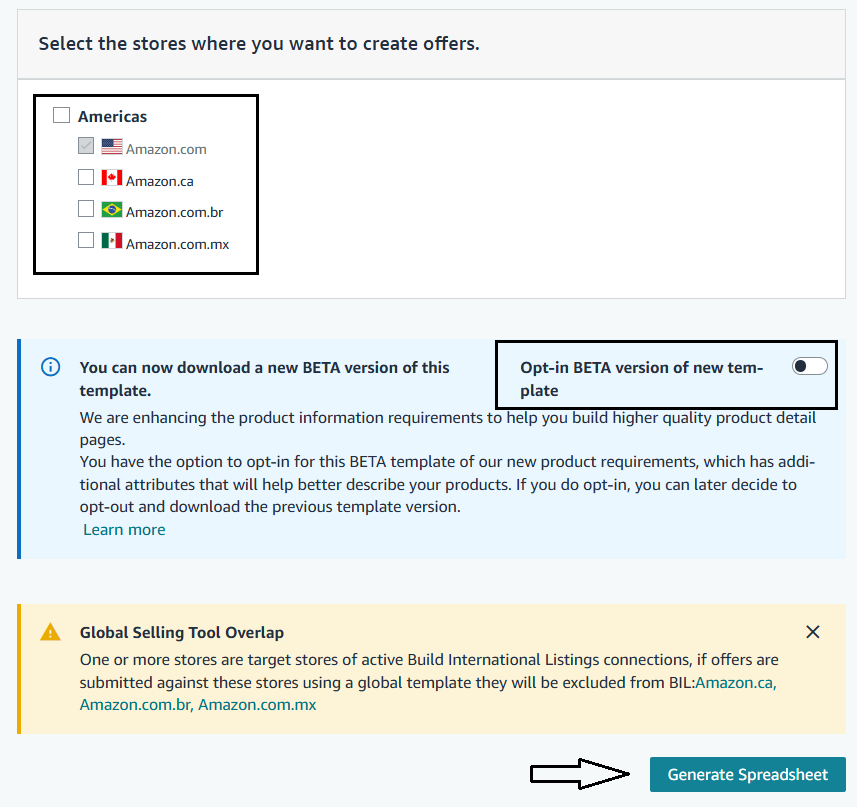 Select the stores where you want to create offers.
Americas
Amazon.com
Amazon.ca
Amazon.com.br
Amazon.com.mx
You can now download a new BETA version of this
template.
Opt-in BETA version of new tem-
plate
We are enhancing the product information requirements to help you build higher quality product detail
pages.
You have the option to opt-in for this BETA template of our new product requirements, which has addi-
tional attributes that will help better describe your products. If you do opt-in, you can later decide to
opt-out and download the previous template version.
Learn more
Global Selling Tool Overlap
One or more stores are target stores of active Build International Listings connections, if offers are
submitted against these stores using a global template they will be excluded from BIL:Amazon.ca,
Amazon.com.br, Amazon.com.mx
Generate Spreadsheet